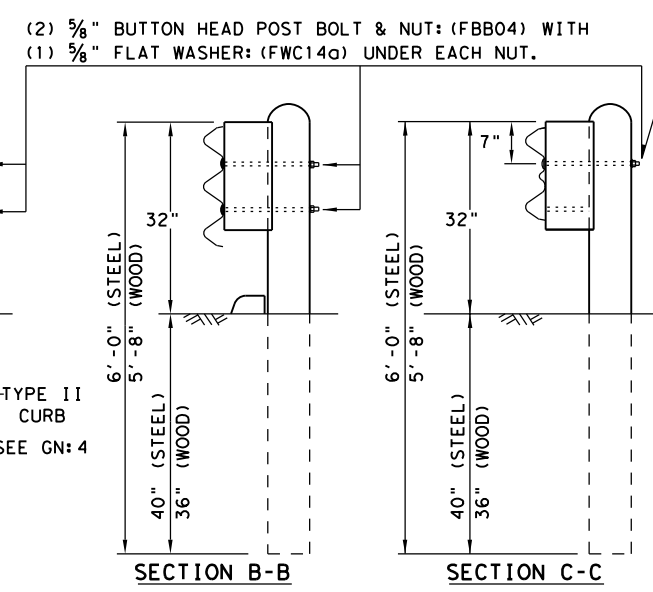 (2) ⅝" BUTTON HEAD POST BOLT & NUT: (FBB04) WITH
(1) ⅝" FLAT WASHER: (FWC14a) UNDER EACH NUT.
7"
32"
32"
6'-0" (STEEL)
5'-8" (WOOD)
6'-0" (STEEL)
5'-8" (WOOD)
TYPE II
CURB
SEE GN:4
40" (STEEL)
36" (WOOD)
40" (STEEL)
36" (WOOD)
SECTION B-B
SECTION C-C